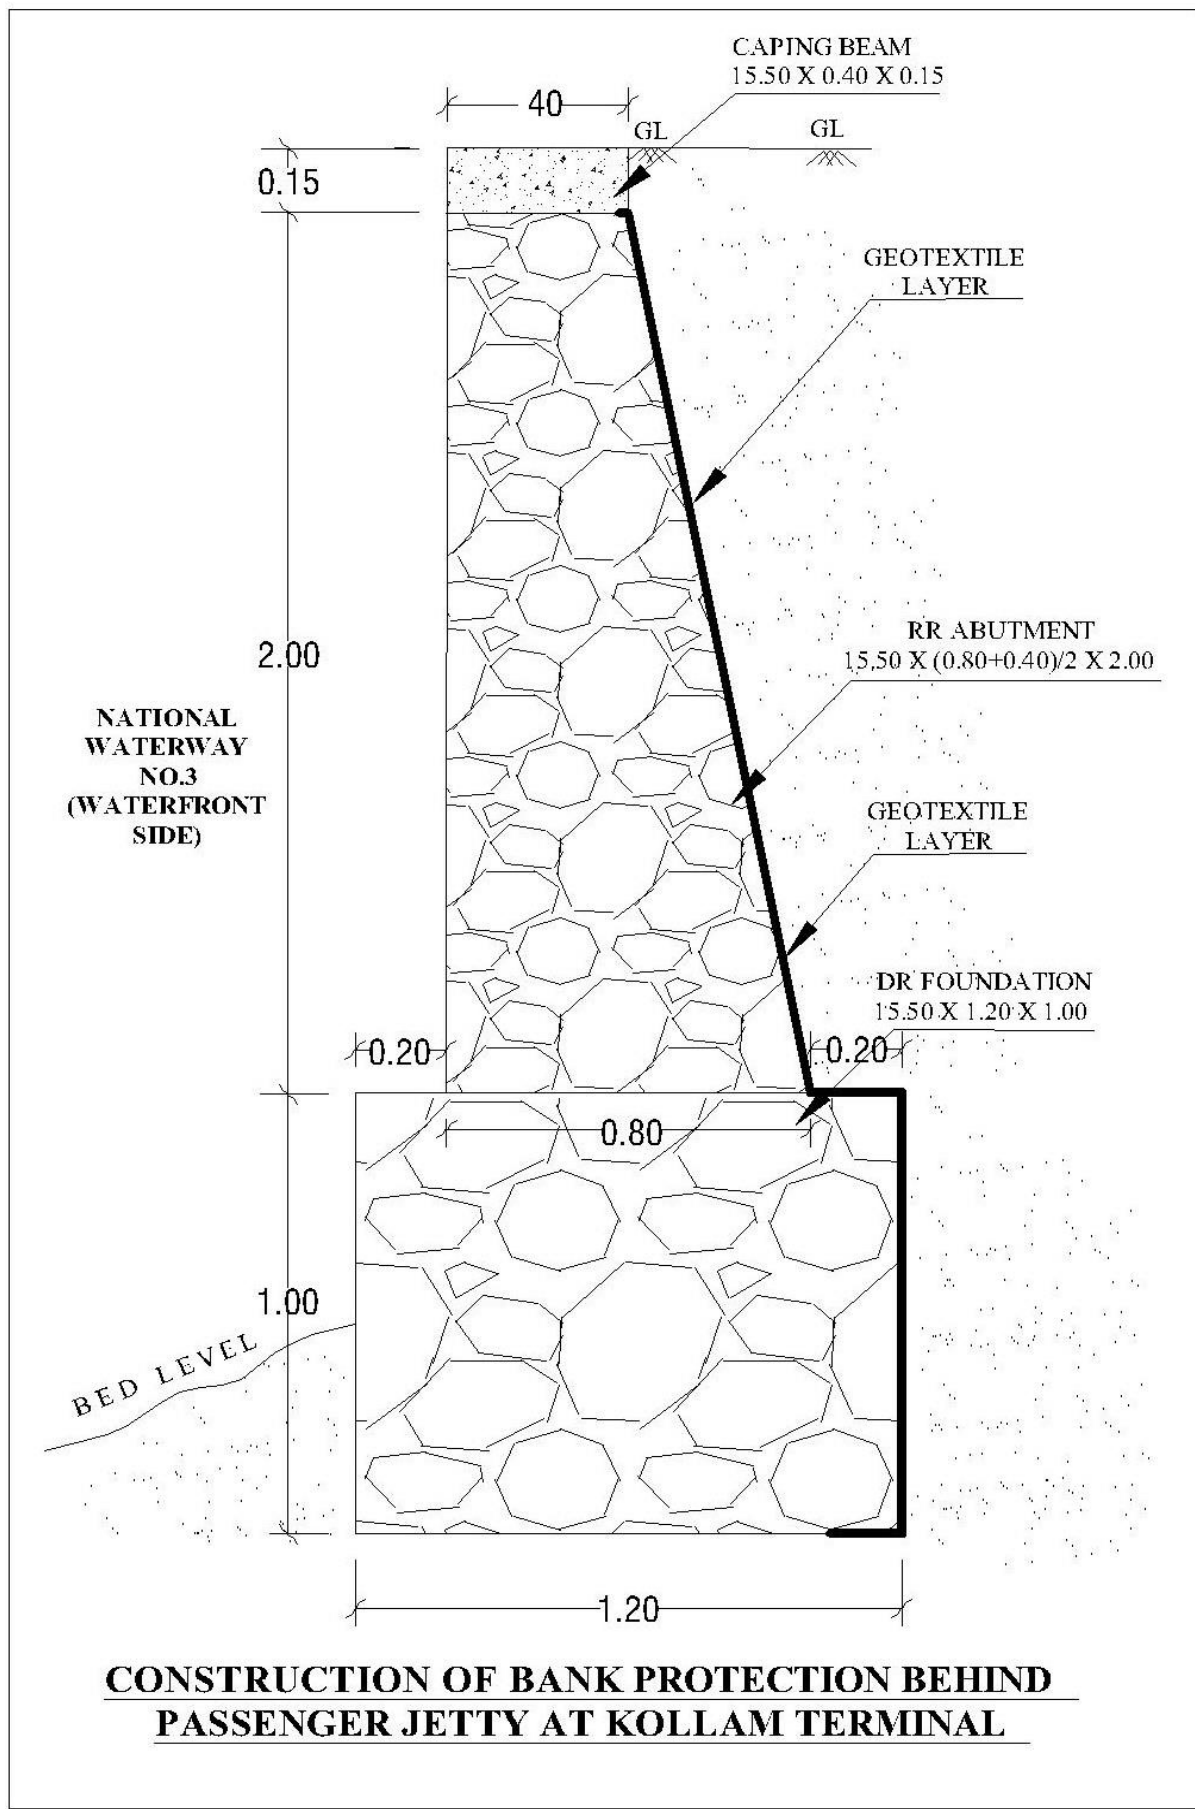 CAPING BEAM
15.50 X 0.40 X 0.15
40
GL
GL
0.15
GEOTEXTILE
LAYER
2.00
RR ABUTMENT
15.50 X (0.80+0.40)/2 X 2.00
NATIONAL
WATERWAY
NO.3
(WATERFRONT
SIDE)
GEOTEXTILE
LAYER
DR FOUNDATION
15.50 X 1.20 X 1.00
0.20
0.20
0.80
1.00
BED LEVEL
1.20
CONSTRUCTION OF BANK PROTECTION BEHIND
PASSENGER JETTY AT KOLLAM TERMINAL